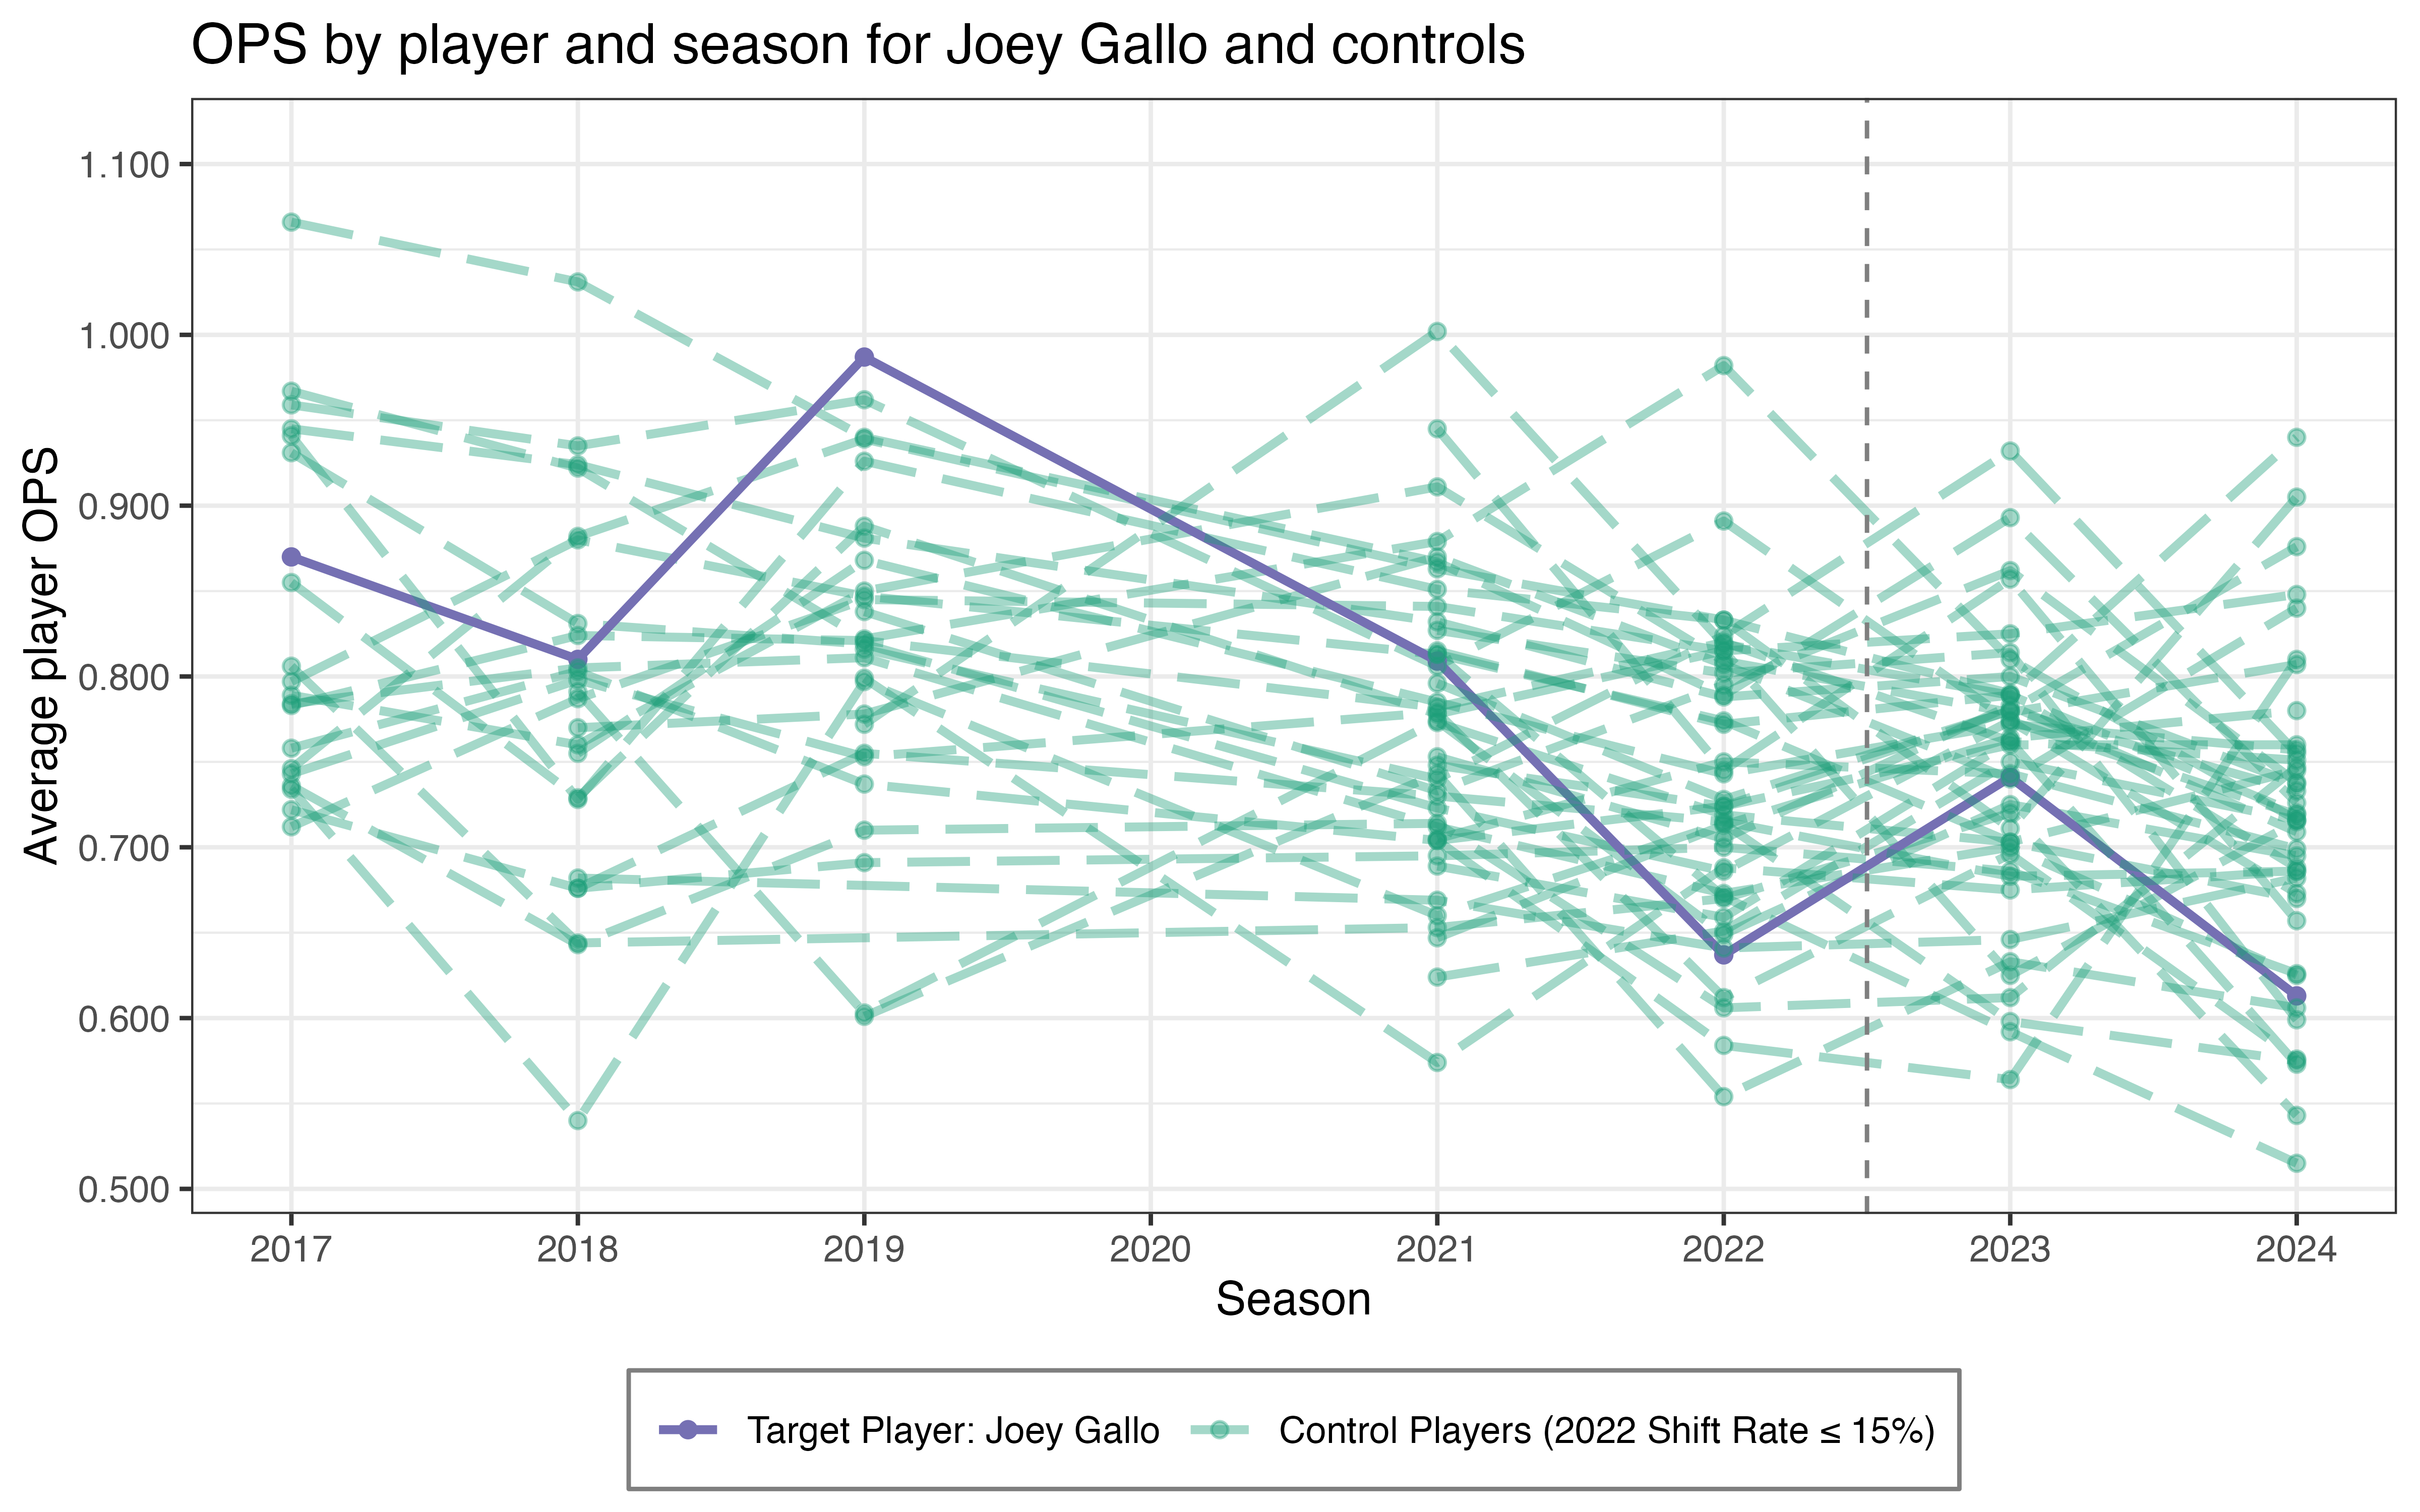 OPS by player and season for Joey Gallo and controls
Average player OPS
1.100
1.000
0.900
0.800
0.700
0.600
0.500
2017 2018 2019 2020 2021 2022 2023 2024
Season
Target Player: Joey Gallo Control Players (2022 Shift Rate ≤ 15%)